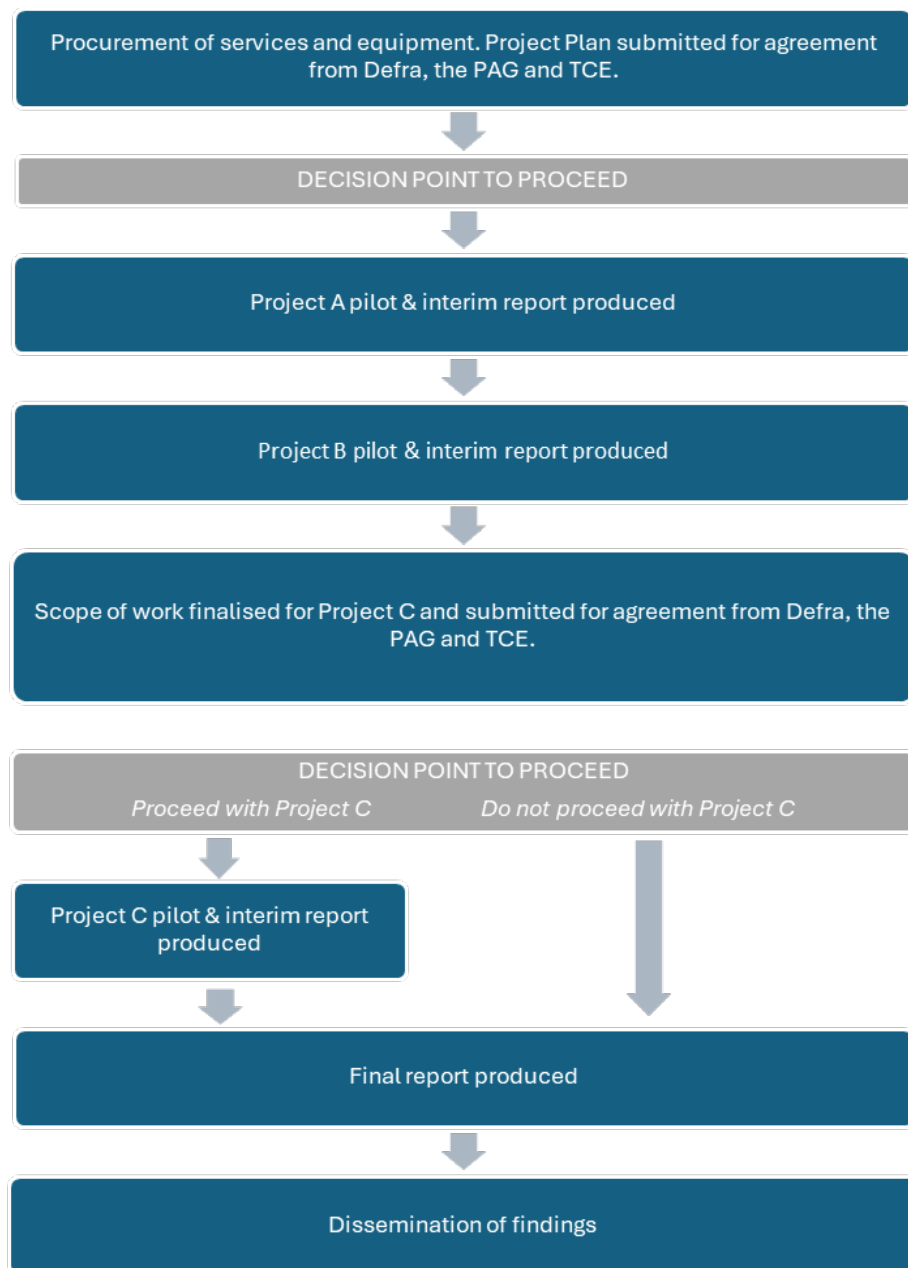 Procurement of services and equipment. Project Plan submitted for agreement
from Defra, the PAG and TCE.
DECISION POINT TO PROCEED
Project A pilot & interim report produced
Project B pilot & interim report produced
Scope of work finalised for Project C and submitted for agreement from Defra, the
PAG and TCE.
DECISION POINT TO PROCEED
Proceed with Project C Do not proceed with Project C
Project C pilot & interim report
produced
Final report produced
Dissemination of findings